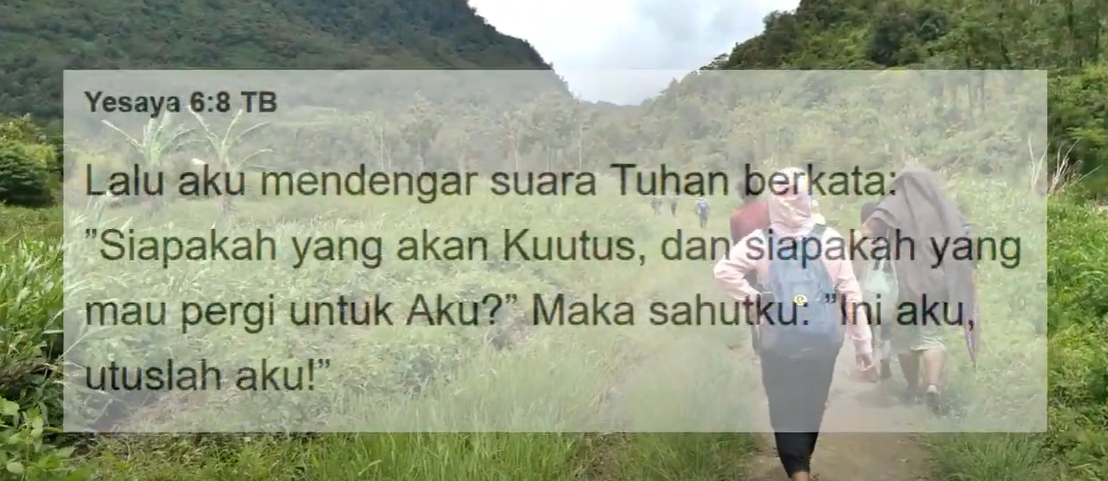 Yesaya 6:8 TB
Lalu aku mendengar suara Tuhan berkata:
”Siapakah yang akan Kuutus, dan siapakah yang
mau pergi untuk Aku?” Maka sahutku: ”Ini aku,
utuslah aku!”